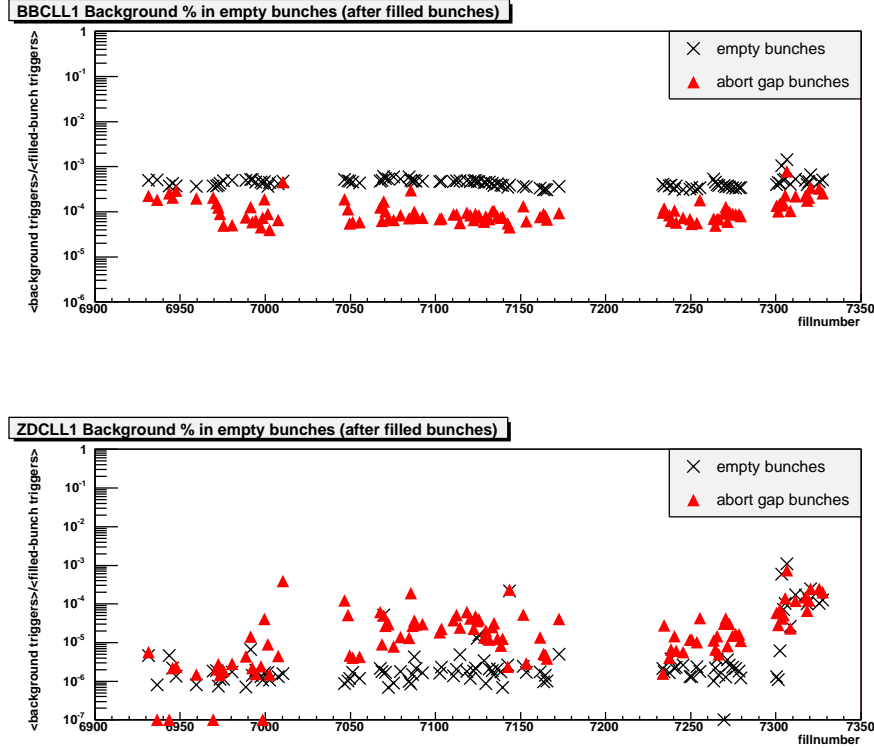 BBCLL1 Background % in empty bunches (after filled bunches)
<background triggers>/<filled-bunch triggers>
1
10-1
10-2
10-3
10-4
10-5
10-6
empty bunches
abort gap bunches
6900 6950 7000 7050 7100 7150 7200 7250 7300 7350
fillnumber
ZDCLL1 Background % in empty bunches (after filled bunches)
<background triggers>/<filled-bunch triggers>
1
10-1
10-2
10-3
10-4
10-5
10-6
10-7
empty bunches
abort gap bunches
6900 6950 7000 7050 7100 7150 7200 7250 7300 7350
fillnumber